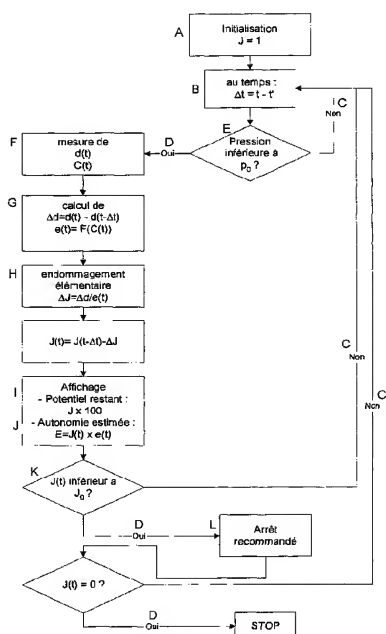 A
Initialisation
J = 1
B
au temps :
Δt = t - t'
C
Non
E
Pression
inférieure à
p₀ ?
D
Oui
F
mesure de
d(t)
C(t)
G
calcul de
Δd=d(t) - d(t-Δt)
e(t)= F(C(t))
H
endommagement
élémentaire
ΔJ=Δd/e(t)
J(t)= J(t-Δt)-ΔJ
I
Affichage
- Potentiel restant :
J x 100
J
- Autonomie estimée :
E=J(t) x e(t)
K
J(t) inférieur à
J₀ ?
C
Non
C
Non
D
Oui
L
Arrêt
recommandé
J(t) = 0 ?
D
Oui
STOP